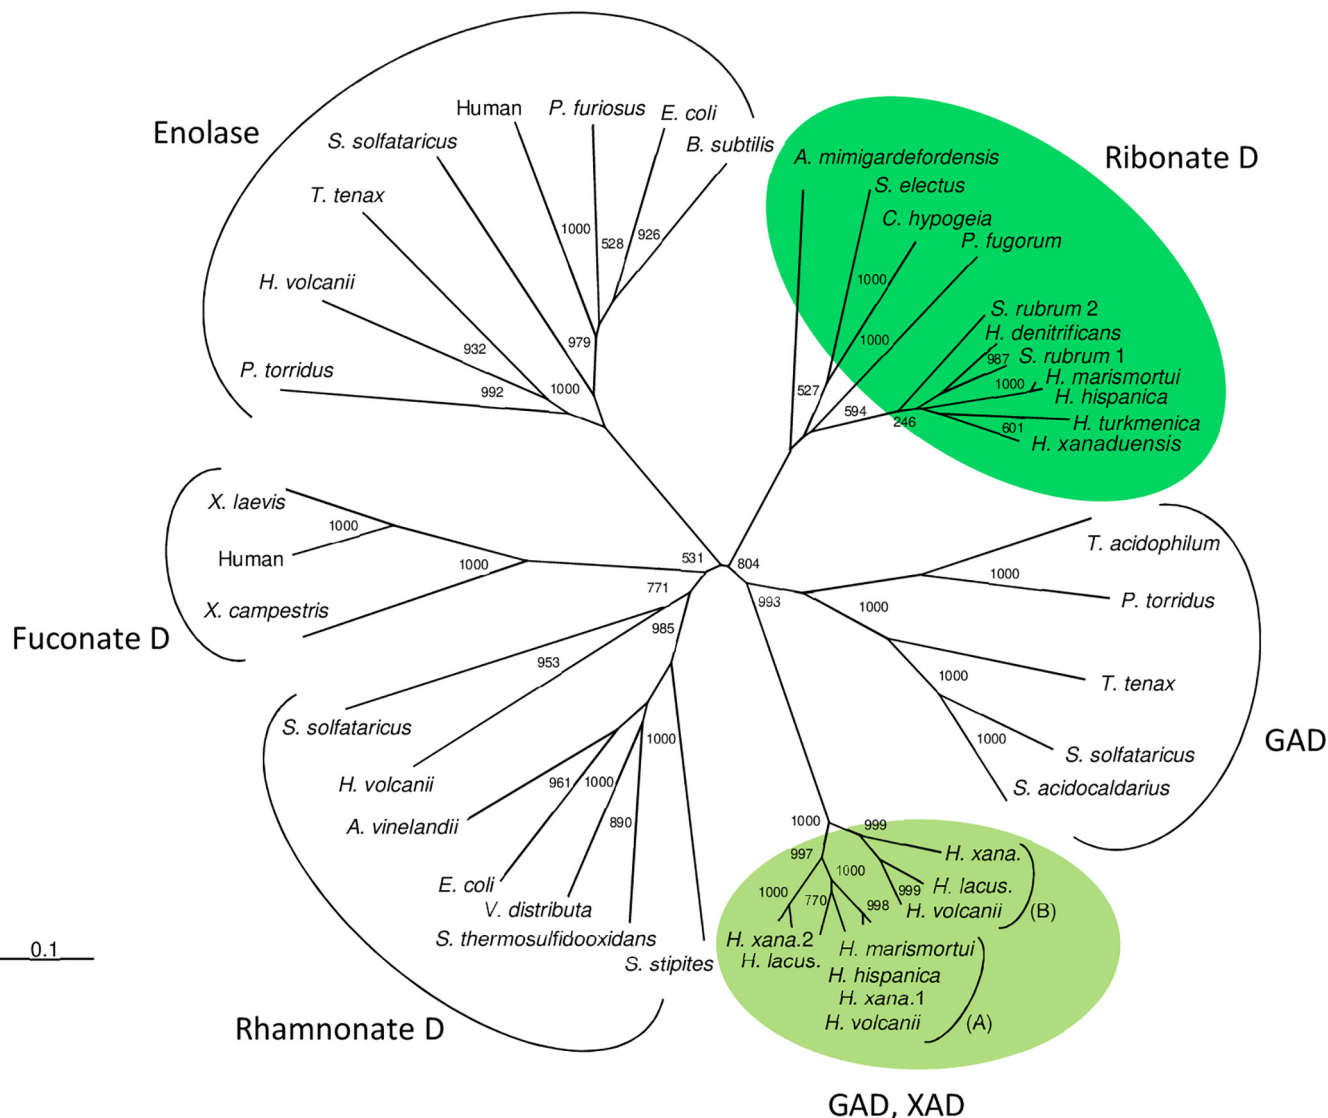 Enolase
Human
P. furiosus
E. coli
B. subtilis
S. solfataricus
T. tenax
H. volcanii
P. torridus
1000
528
926
979
932
992
1000
Ribonate D
A. mimigardefordensis
S. electus
C. hypogeia
P. fugorum
1000
1000
S. rubrum 2
H. denitrificans
987
S. rubrum 1
1000
H. marismortui
H. hispanica
527
594
246
601
H. turkmenica
H. xanaduensis
X. laevis
1000
Human
1000
X. campestris
Fuconate D
531
804
771
993
985
953
T. acidophilum
1000
P. torridus
1000
T. tenax
1000
S. solfataricus
1000
S. acidocaldarius
GAD
S. solfataricus
H. volcanii
A. vinelandii
E. coli
V. distributa
S. thermosulfidooxidans
S. stipites
961
1000
890
1000
Rhamnonate D
0.1
1000
999
997
1000
1000
770
998
999
H. xana.
H. lacus.
H. volcanii
(B)
H. xana.2
H. lacus.
H. marismortui
H. hispanica
H. xana.1
H. volcanii
(A)
GAD, XAD